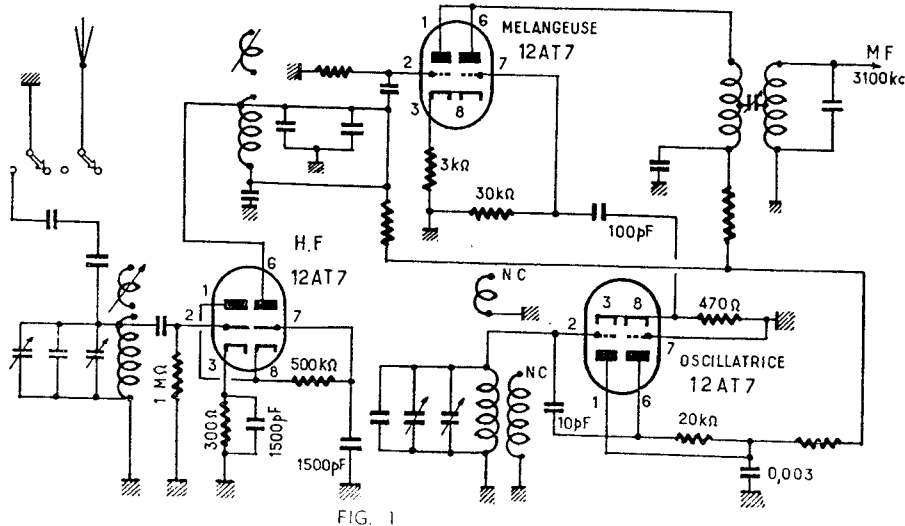 1
6
MELANGEUSE
12AT7
2
7
3
8
MF
3100kc
3kΩ
30kΩ
100pF
H.F
12AT7
6
1
2
7
3
8
500kΩ
1MΩ
300Ω
1500pF
1500pF
NC
NC
3
8
470Ω
2
7
OSCILLATRICE
12AT7
1
6
10pF
20kΩ
0,003
FIG. 1